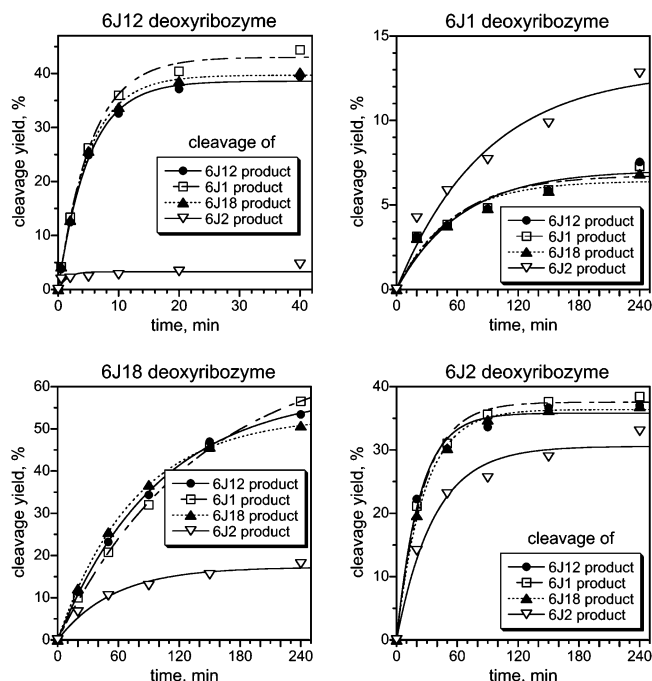 6J12 deoxyribozyme
cleavage yield, %
40
30
20
10
0
0 10 20 30 40
time, min
cleavage of
6J12 product
6J1 product
6J18 product
6J2 product
6J1 deoxyribozyme
cleavage yield, %
15
10
5
0
0 60 120 180 240
time, min
6J12 product
6J1 product
6J18 product
6J2 product
6J18 deoxyribozyme
cleavage yield, %
60
50
40
30
20
10
0
0 60 120 180 240
time, min
6J12 product
6J1 product
6J18 product
6J2 product
6J2 deoxyribozyme
cleavage yield, %
40
30
20
10
0
0 60 120 180 240
time, min
cleavage of
6J12 product
6J1 product
6J18 product
6J2 product